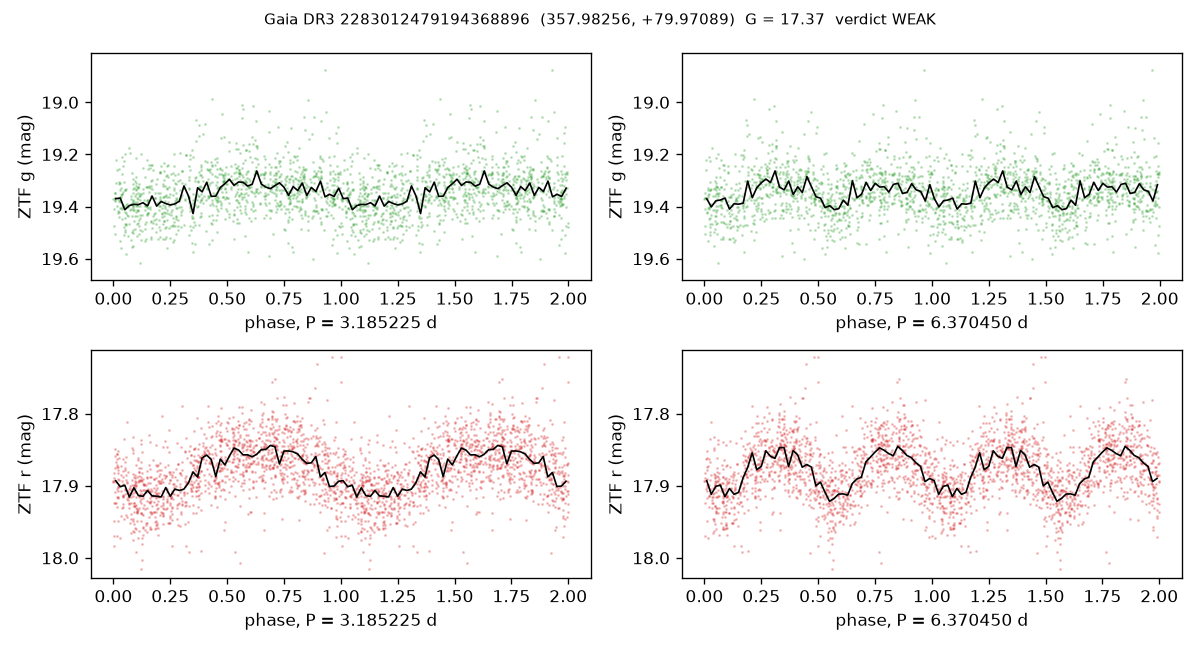 Gaia DR3 2283012479194368896  (357.98256, +79.97089)  G = 17.37  verdict WEAK
ZTF g (mag)
19.0
19.2
19.4
19.6
0.00 0.25 0.50 0.75 1.00 1.25 1.50 1.75 2.00
phase, P = 3.185225 d
ZTF g (mag)
19.0
19.2
19.4
19.6
0.00 0.25 0.50 0.75 1.00 1.25 1.50 1.75 2.00
phase, P = 6.370450 d
ZTF r (mag)
17.8
17.9
18.0
0.00 0.25 0.50 0.75 1.00 1.25 1.50 1.75 2.00
phase, P = 3.185225 d
ZTF r (mag)
17.8
17.9
18.0
0.00 0.25 0.50 0.75 1.00 1.25 1.50 1.75 2.00
phase, P = 6.370450 d